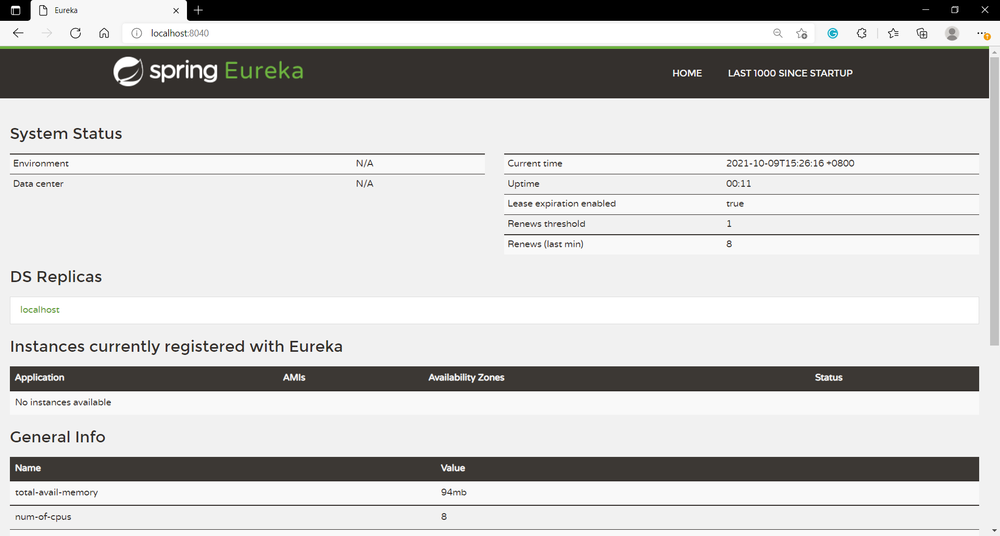 Eureka
localhost:8040
spring Eureka
HOME LAST 1000 SINCE STARTUP
System Status
Environment N/A
Data center N/A
Current time 2021-10-09T15:26:16 +0800
Uptime 00:11
Lease expiration enabled true
Renews threshold 1
Renews (last min) 8
DS Replicas
localhost
Instances currently registered with Eureka
Application AMIs Availability Zones Status
No instances available
General Info
Name Value
total-avail-memory 94mb
num-of-cpus 8